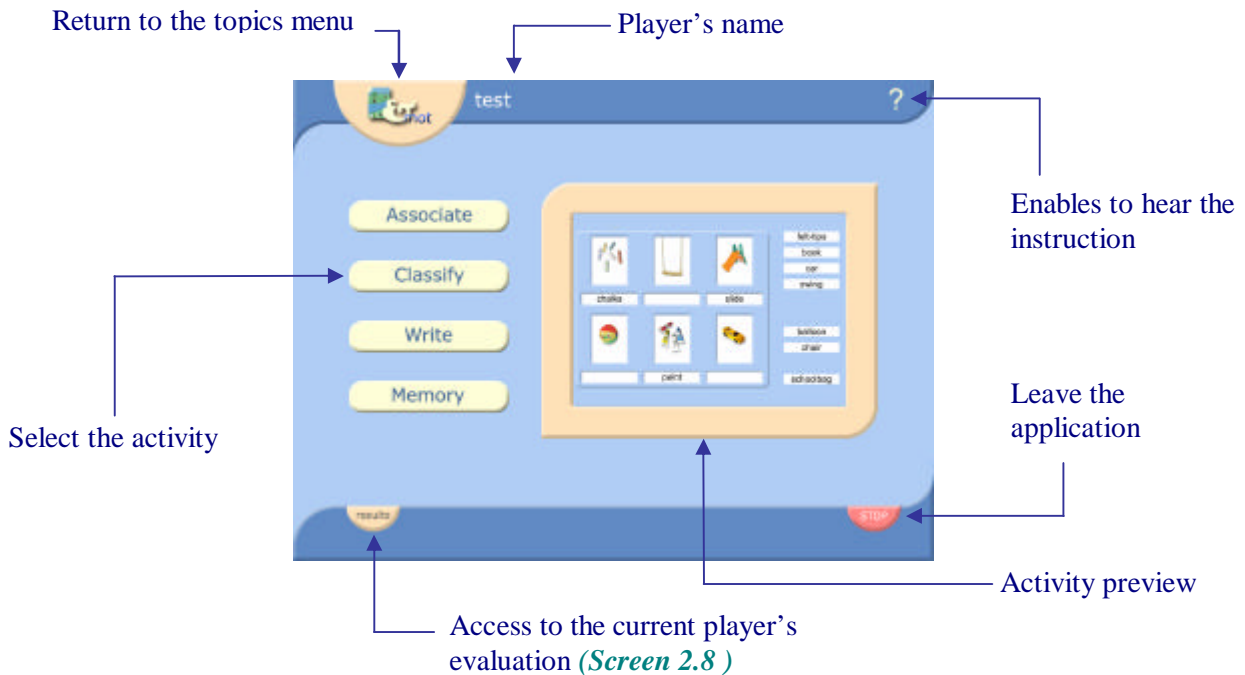 Return to the topics menu
Player’s name
test
?
Enables to hear the
instruction
Associate
Classify
Write
Memory
book
car
swing
chalks
slide
balloon
chair
paint
schoolbag
Select the activity
Leave the
application
results
STOP
Activity preview
Access to the current player’s
evaluation (Screen 2.8 )